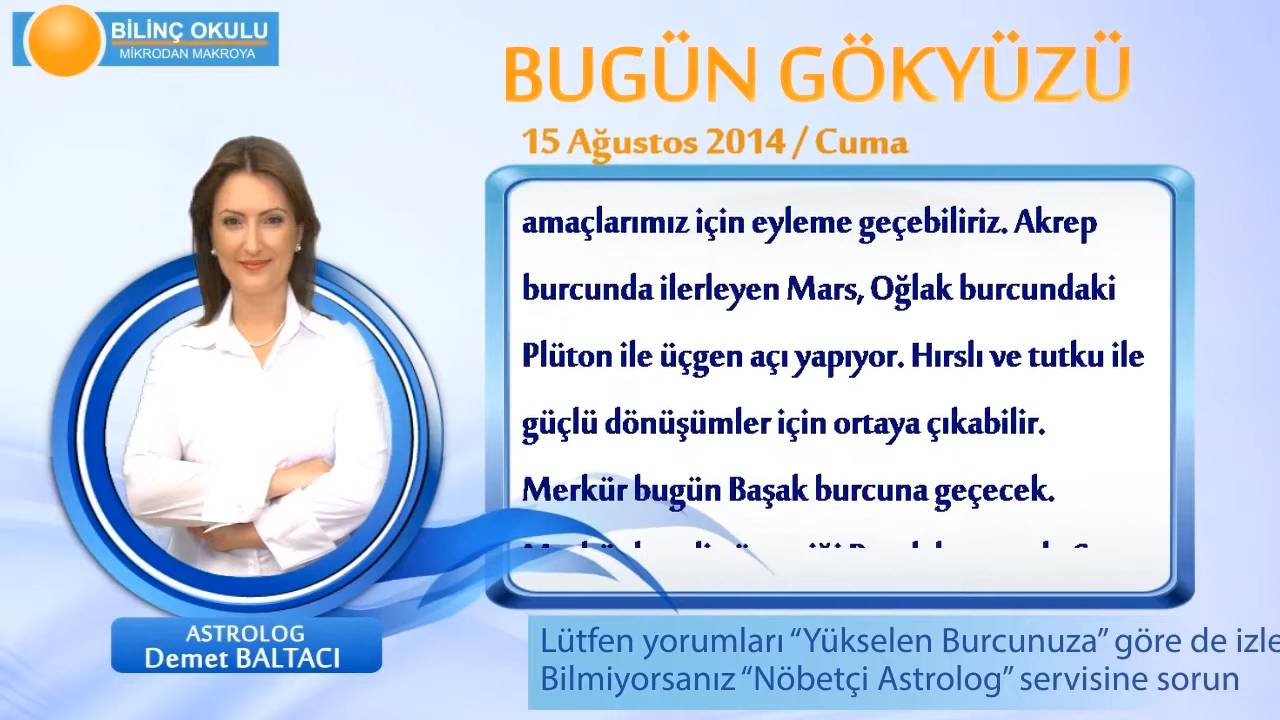 BİLİNÇ OKULU
MİKRODAN MAKROYA
BUGÜN GÖKYÜZÜ
15 Ağustos 2014 / Cuma
amaçlarımız için eyleme geçebiliriz. Akrep
burcunda ilerleyen Mars, Oğlak burcundaki
Plüton ile üçgen açı yapıyor. Hırslı ve tutku ile
güçlü dönüşümler için ortaya çıkabilir.
Merkür bugün Başak burcuna geçecek.
ASTROLOG
Demet BALTACI
Lütfen yorumları “Yükselen Burcunuza” göre de izle
Bilmiyorsanız “Nöbetçi Astrolog” servisine sorun